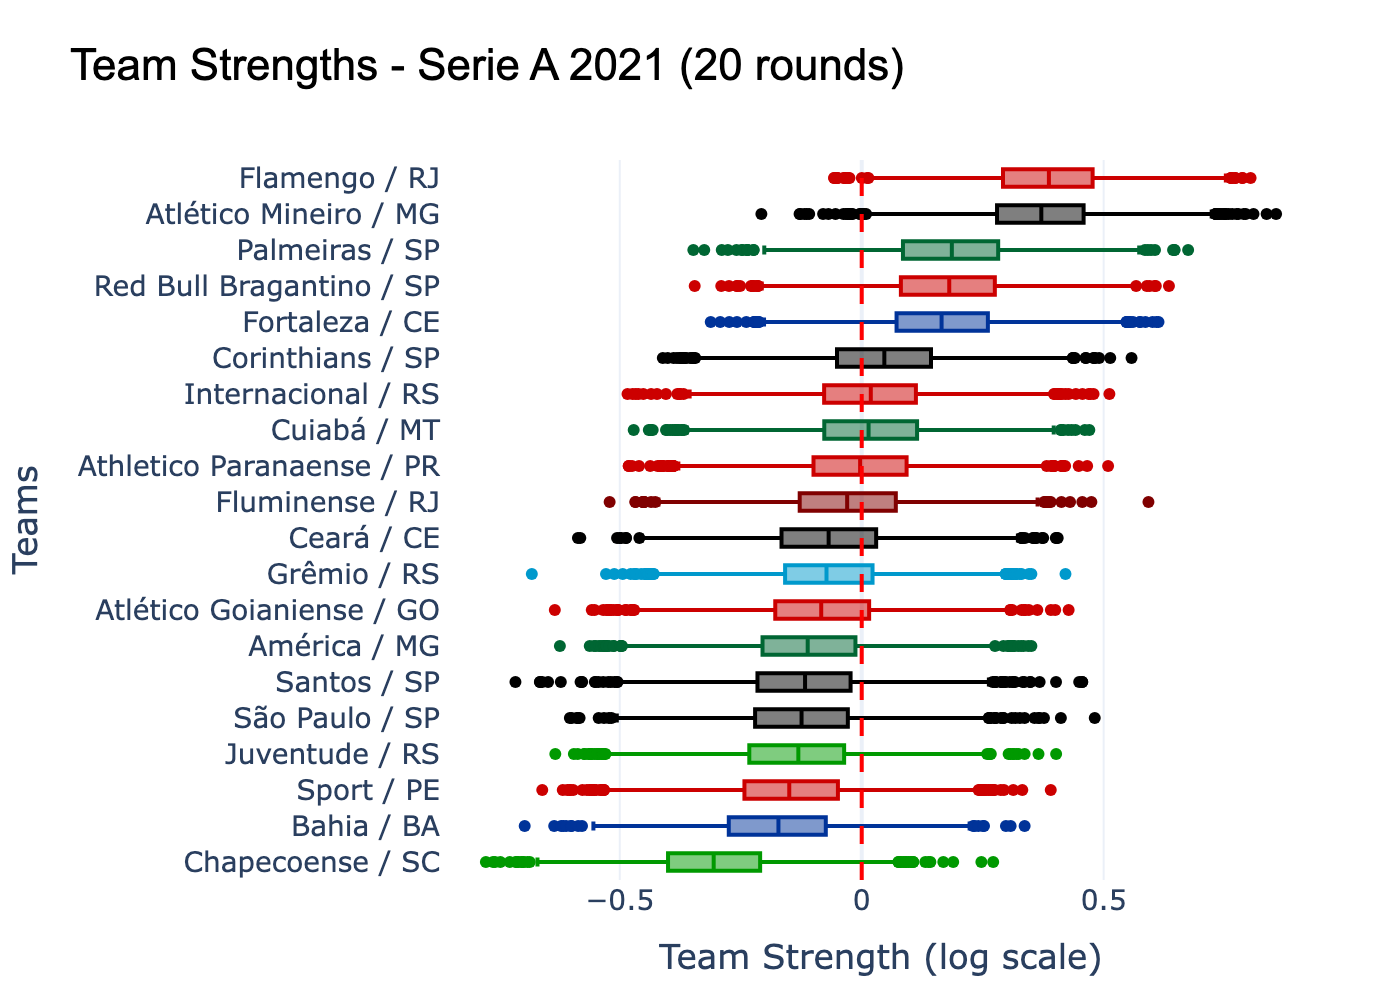 Team Strengths - Serie A 2021 (20 rounds)
Flamengo / RJ
Atlético Mineiro / MG
Palmeiras / SP
Red Bull Bragantino / SP
Fortaleza / CE
Corinthians / SP
Internacional / RS
Cuiabá / MT
Athletico Paranaense / PR
Fluminense / RJ
Ceará / CE
Grêmio / RS
Atlético Goianiense / GO
América / MG
Santos / SP
São Paulo / SP
Juventude / RS
Sport / PE
Bahia / BA
Chapecoense / SC
Teams
−0.5 0 0.5
Team Strength (log scale)